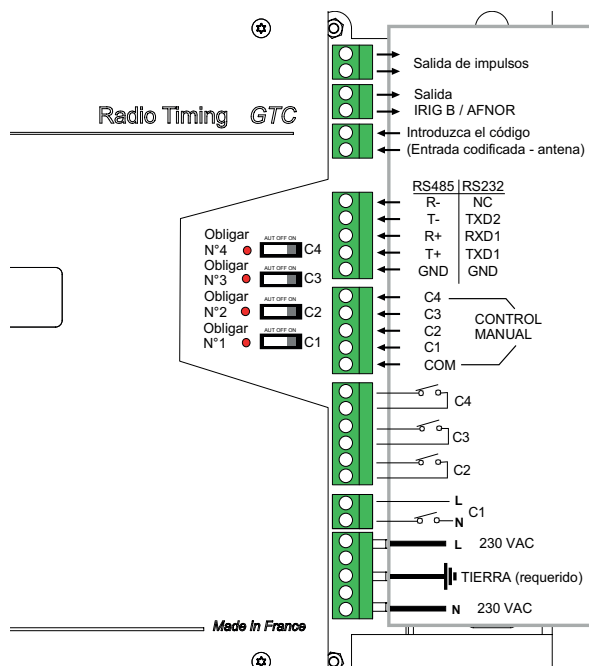 Radio Timing GTC
Salida de impulsos
Salida
IRIG B / AFNOR
Introduzca el código
(Entrada codificada - antena)
RS485 RS232
R- NC
T- TXD2
R+ RXD1
T+ TXD1
GND GND
Obligar
N°4 AUT OFF ON C4
Obligar
N°3 AUT OFF ON C3
Obligar
N°2 AUT OFF ON C2
Obligar
N°1 AUT OFF ON C1
C4
C3
C2
C1
COM
CONTROL
MANUAL
C4
C3
C2
L
C1
N
L 230 VAC
TIERRA (requerido)
N 230 VAC
Made In France